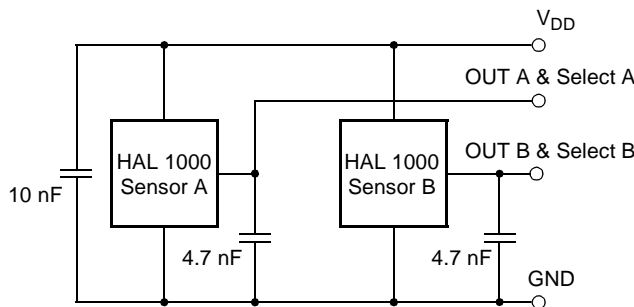 VDD
OUT A & Select A
HAL 1000
Sensor A
HAL 1000
Sensor B
OUT B & Select B
10 nF
4.7 nF
4.7 nF
GND